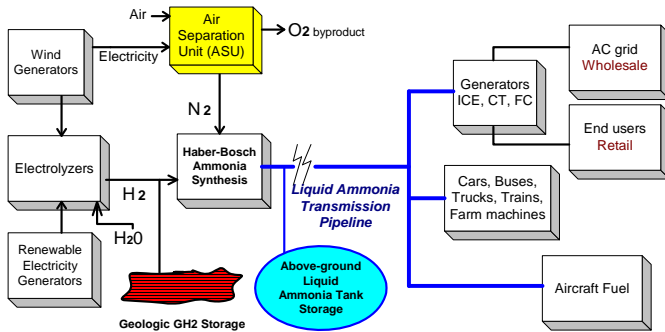 Air
Air
Separation
Unit (ASU)
O2 byproduct
Wind
Generators
Electricity
N2
Electrolyzers
H2
Haber-Bosch
Ammonia
Synthesis
H20
Renewable
Electricity
Generators
Geologic GH2 Storage
Liquid Ammonia
Transmission
Pipeline
Above-ground
Liquid
Ammonia Tank
Storage
Generators
ICE, CT, FC
AC grid
Wholesale
End users
Retail
Cars, Buses,
Trucks, Trains,
Farm machines
Aircraft Fuel